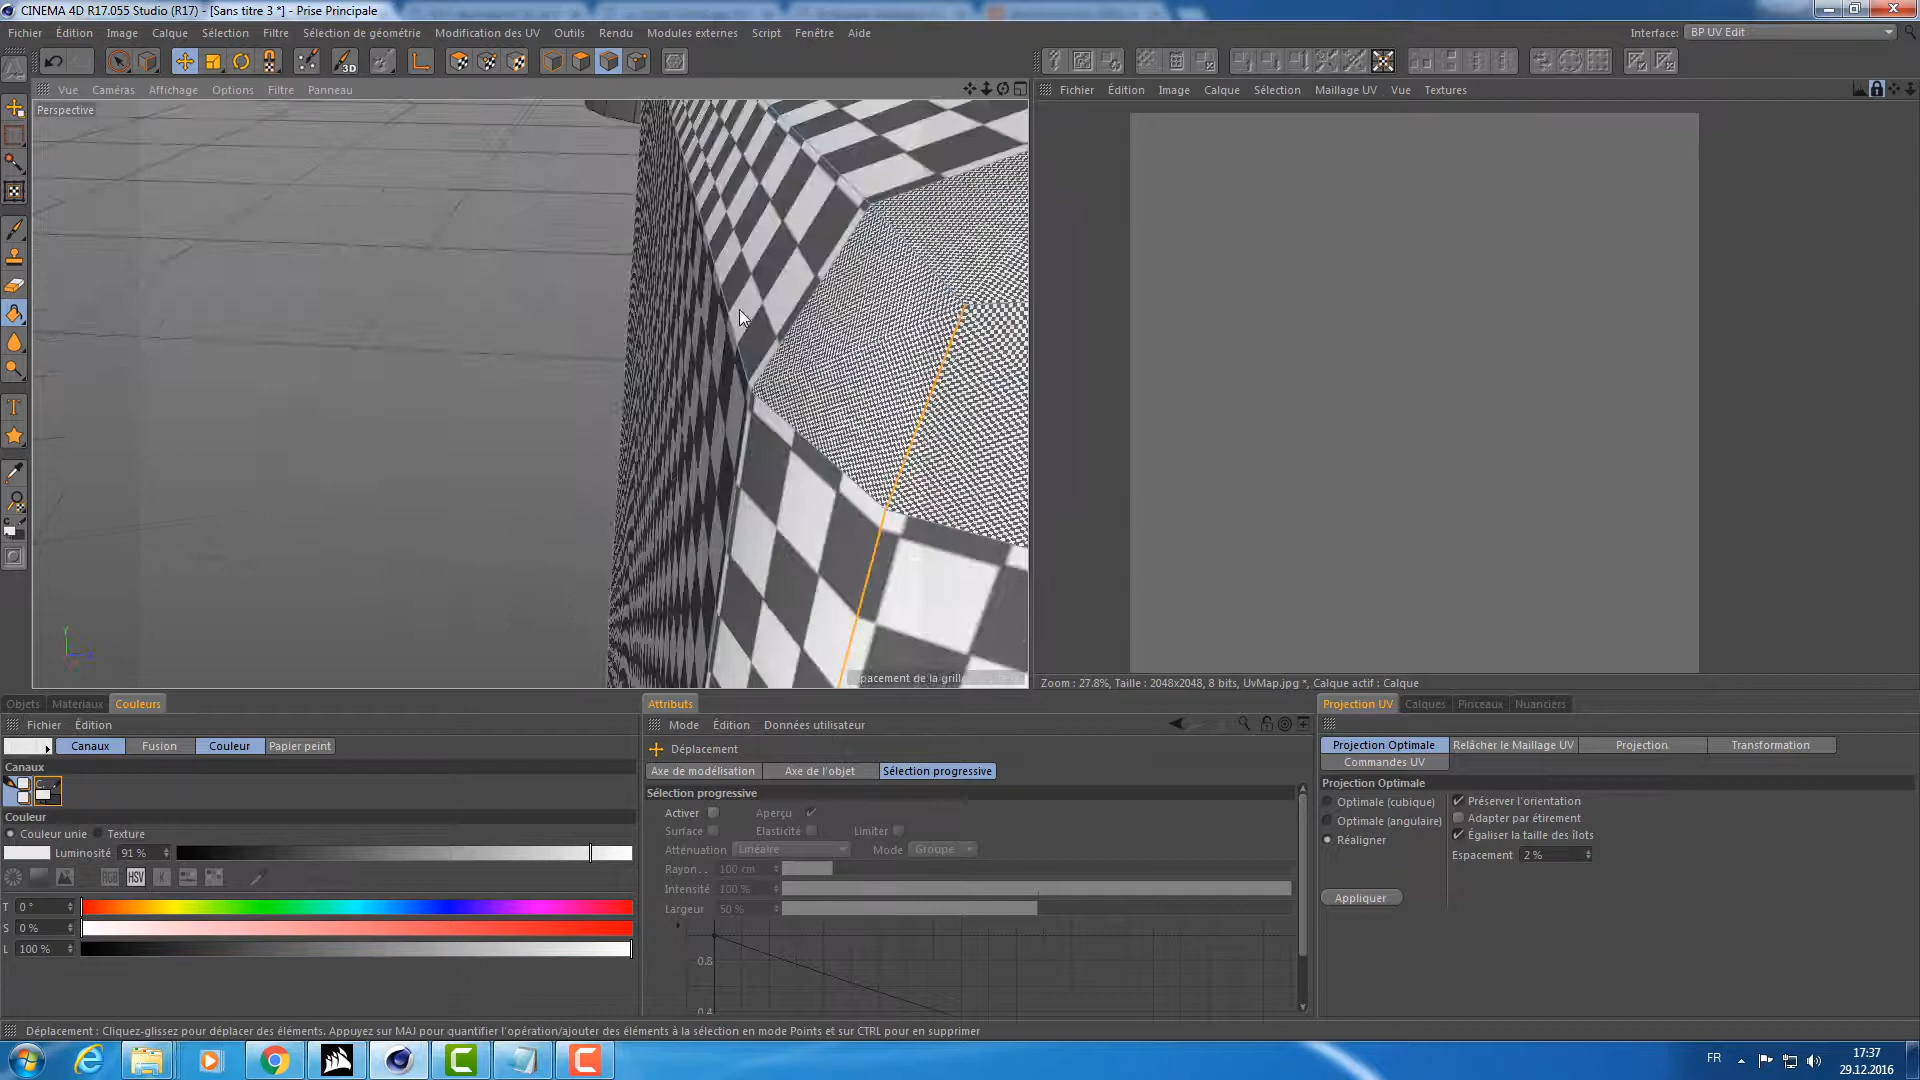 CINEMA 4D R17.055 Studio (R17) - [Sans titre 3 *] - Prise Principale
Fichier Édition Image Calque Sélection Filtre Sélection de géométrie Modification des UV Outils Rendu Modules externes Script Fenêtre Aide
Interface: BP UV Edit
Vue Caméras Affichage Options Filtre Panneau
Fichier Édition Image Calque Sélection Maillage UV Vue Textures
Perspective
pacement de la grille
Zoom : 27.8%, Taille : 2048x2048, 8 bits, UvMap.jpg *, Calque actif : Calque
Objets Matériaux Couleurs
Fichier Édition
Canaux Fusion Couleur Papier peint
Canaux
Couleur
Couleur unie Texture
Luminosité 91 %
RGB HSV K
T 0 °
S 0 %
L 100 %
Attributs
Mode Édition Données utilisateur
Déplacement
Axe de modélisation Axe de l'objet Sélection progressive
Sélection progressive
Activer Aperçu
Surface Elasticité Limiter
Atténuation Linéaire Mode Groupe
Rayon . . 100 cm
Intensité 100 %
Largeur 50 %
0.8
0.4
Projection UV Calques Pinceaux Nuanciers
Projection Optimale Relâcher le Maillage UV Projection Transformation
Commandes UV
Projection Optimale
Optimale (cubique) Préserver l'orientation
Optimale (angulaire) Adapter par étirement
Réaligner Égaliser la taille des îlots
Espacement 2 %
Appliquer
Déplacement : Cliquez-glissez pour déplacer des éléments. Appuyez sur MAJ pour quantifier l'opération/ajouter des éléments à la sélection en mode Points et sur CTRL pour en supprimer
FR
17:37
29.12.2016